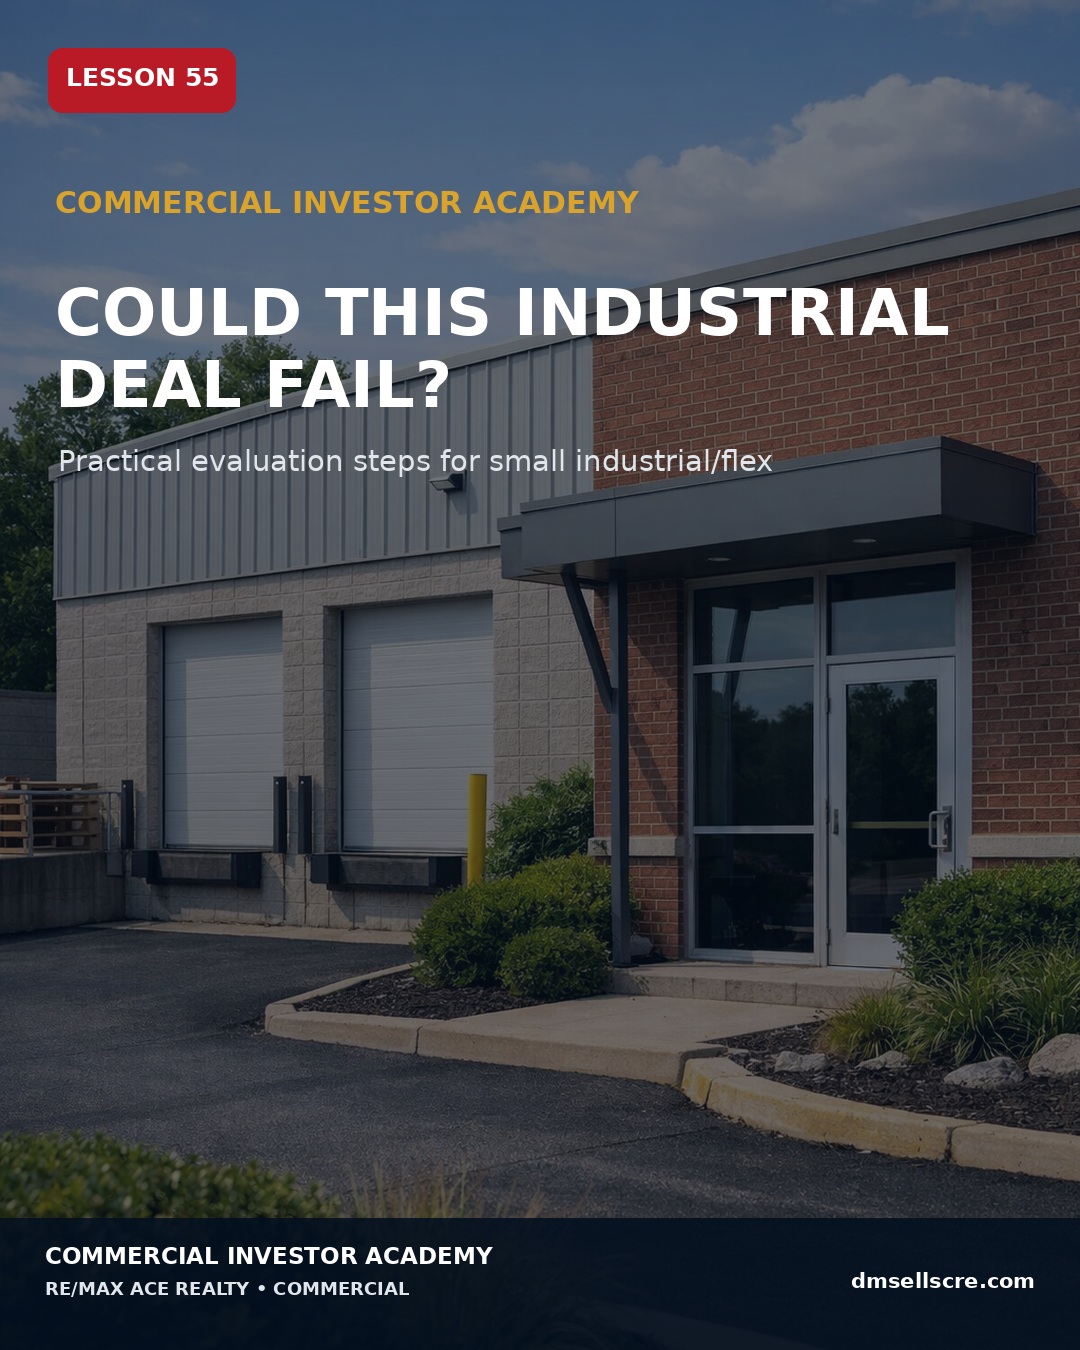 LESSON 55
COMMERCIAL INVESTOR ACADEMY
COULD THIS INDUSTRIAL
DEAL FAIL?
Practical evaluation steps for small industrial/flex
COMMERCIAL INVESTOR ACADEMY
RE/MAX ACE REALTY • COMMERCIAL
dmsellscre.com